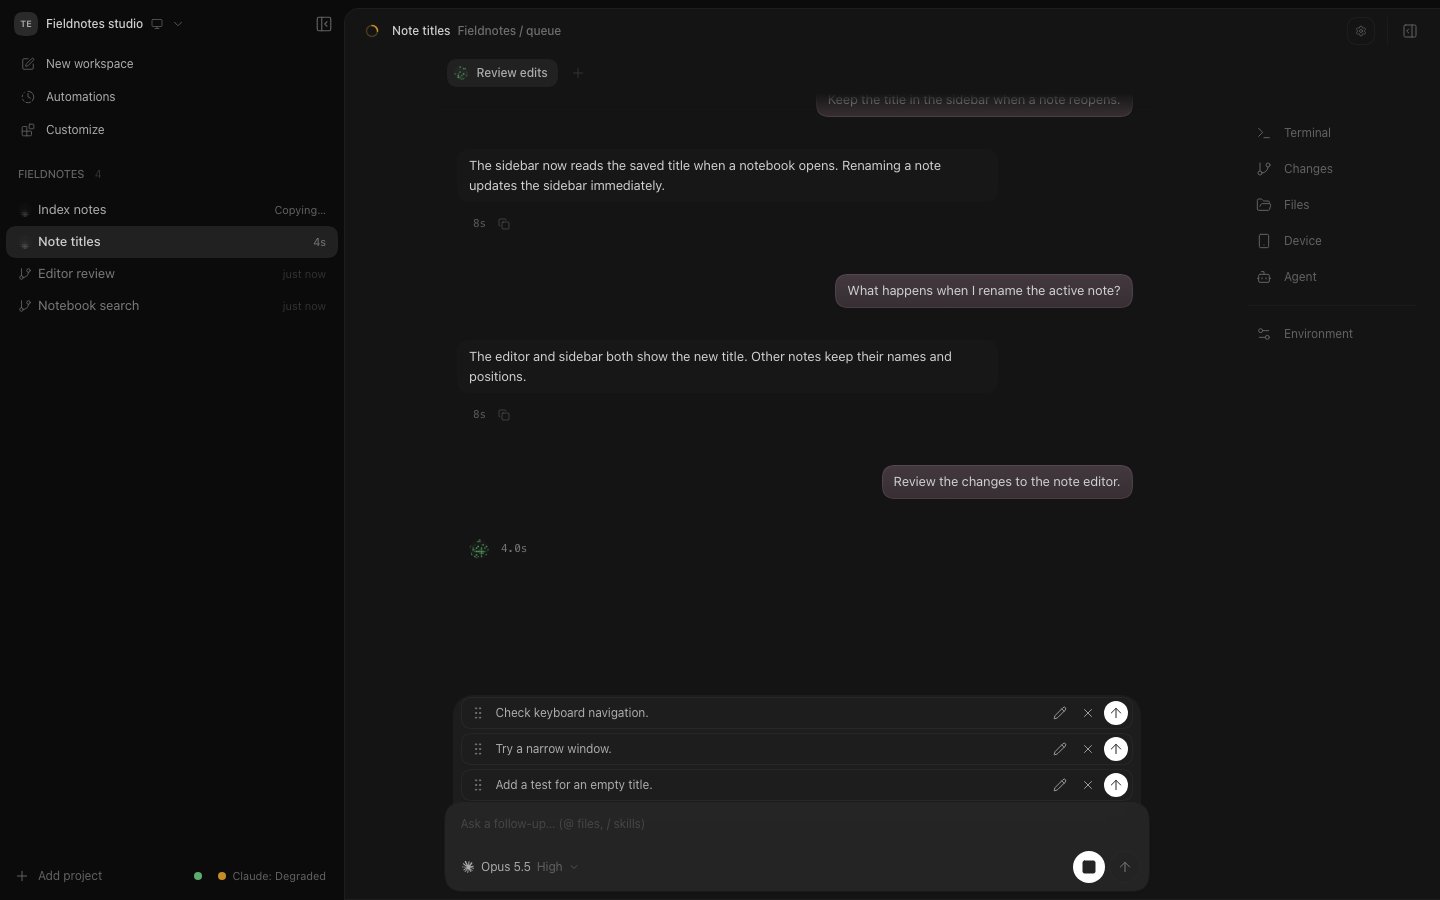 TE Fieldnotes studio
New workspace
Automations
Customize
FIELDNOTES 4
Index notes Copying...
Note titles 4s
Editor review just now
Notebook search just now
Add project
Claude: Degraded
Note titles Fieldnotes / queue
Review edits
Keep the title in the sidebar when a note reopens.
The sidebar now reads the saved title when a notebook opens. Renaming a note
updates the sidebar immediately.
8s
What happens when I rename the active note?
The editor and sidebar both show the new title. Other notes keep their names and
positions.
8s
Review the changes to the note editor.
4.0s
Check keyboard navigation.
Try a narrow window.
Add a test for an empty title.
Ask a follow-up... (@ files, / skills)
Opus 5.5 High
Terminal
Changes
Files
Device
Agent
Environment